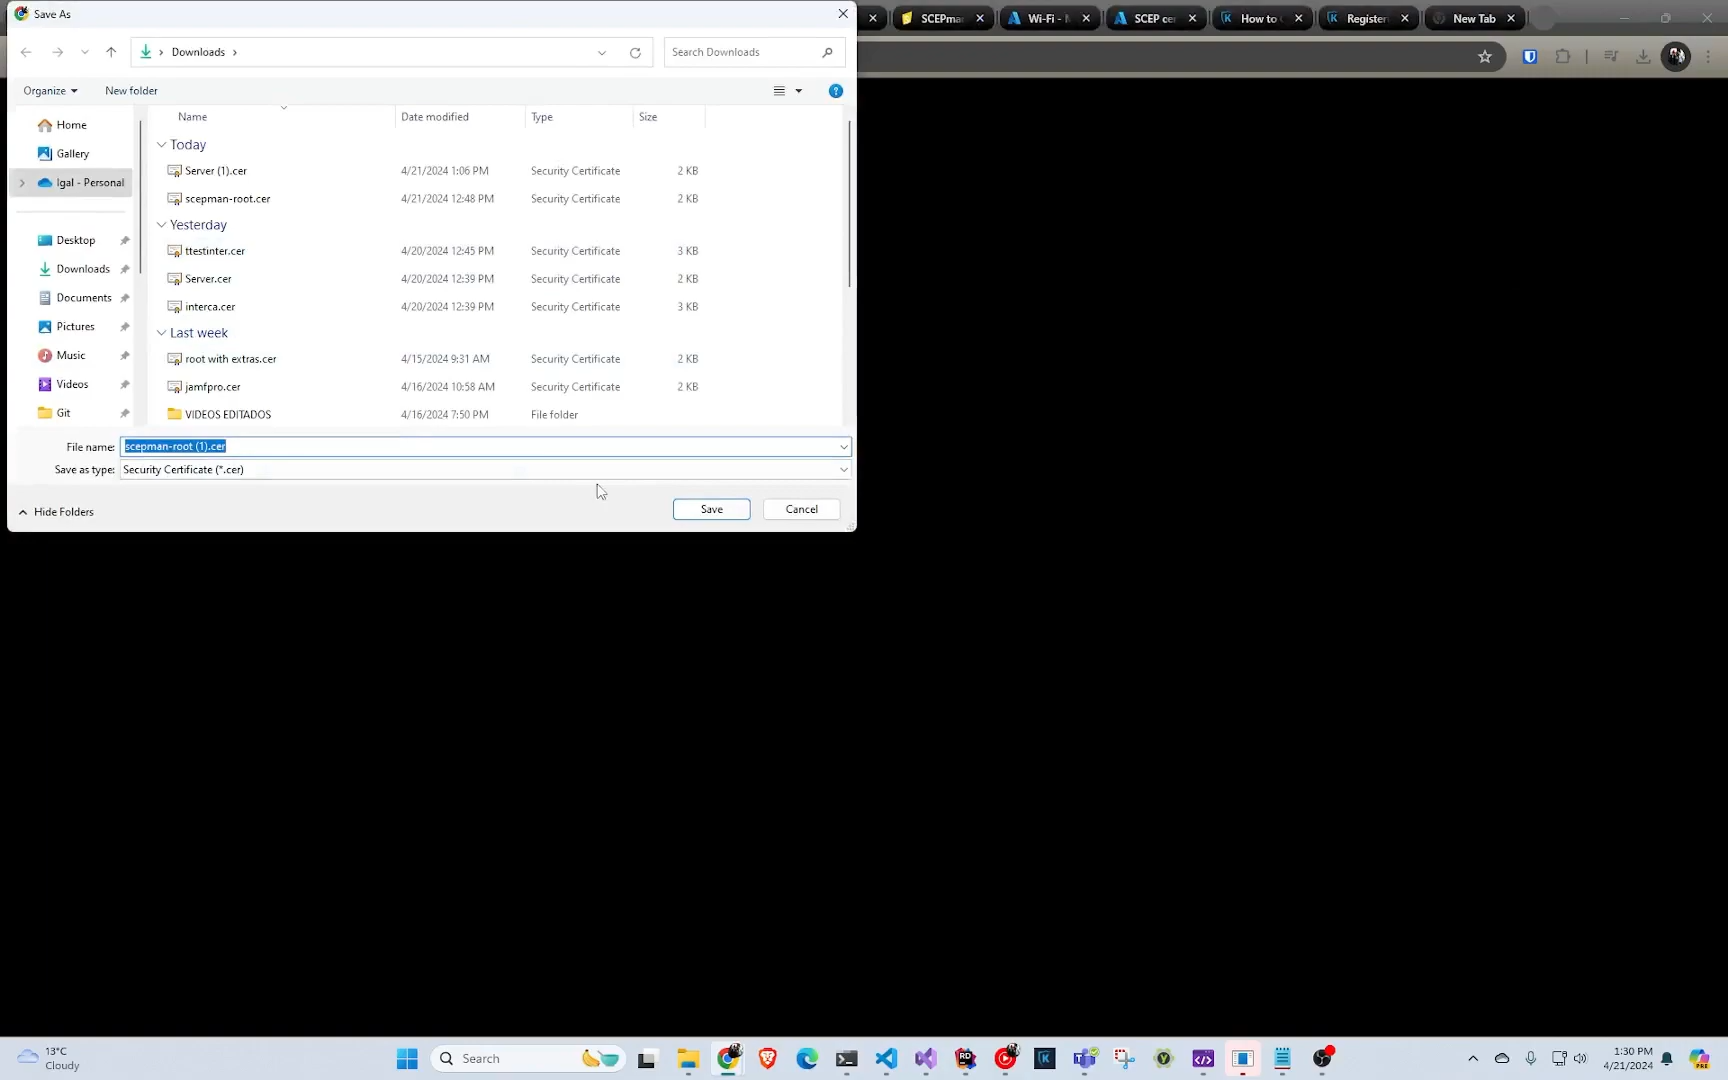 Save As
SCEPma
Wi-Fi - M
SCEP ce
How to
Register
New Tab
Downloads
Search Downloads
Organize
New folder
Name
Date modified
Type
Size
Home
Gallery
Igal - Personal
Desktop
Downloads
Documents
Pictures
Music
Videos
Git
Today
Server (1).cer 4/21/2024 1:06 PM Security Certificate 2 KB
scepman-root.cer 4/21/2024 12:48 PM Security Certificate 2 KB
Yesterday
ttestinter.cer 4/20/2024 12:45 PM Security Certificate 3 KB
Server.cer 4/20/2024 12:39 PM Security Certificate 2 KB
interca.cer 4/20/2024 12:39 PM Security Certificate 3 KB
Last week
root with extras.cer 4/15/2024 9:31 AM Security Certificate 2 KB
jamfpro.cer 4/16/2024 10:58 AM Security Certificate 2 KB
VIDEOS EDITADOS 4/16/2024 7:50 PM File folder
File name: scepman-root (1).cer
Save as type: Security Certificate (*.cer)
Hide Folders
Save
Cancel
13°C
Cloudy
Search
1:30 PM
4/21/2024